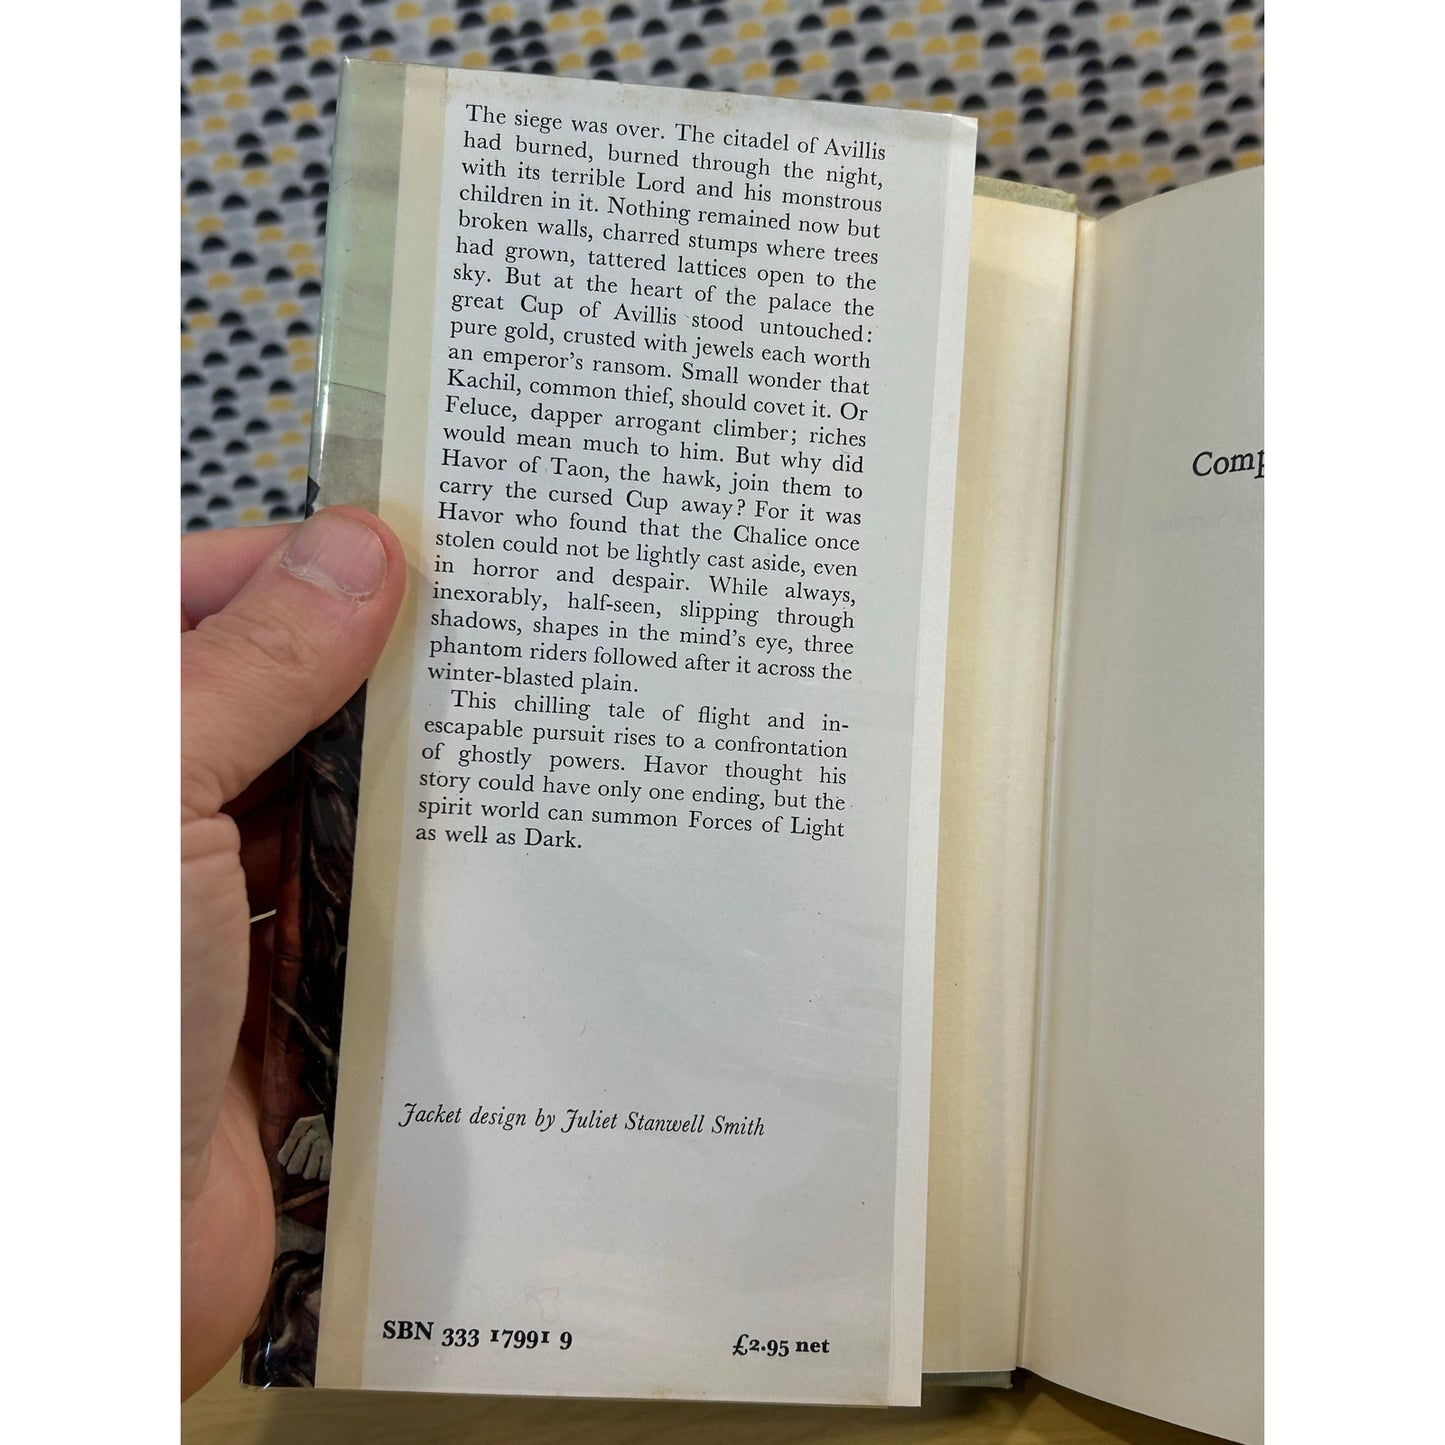 The siege was over. The citadel of Avillis
had burned, burned through the night,
with its terrible Lord and his monstrous
children in it. Nothing remained now but
broken walls, charred stumps where trees
had grown, tattered lattices open to the
sky. But at the heart of the palace the
great Cup of Avillis stood untouched:
pure gold, crusted with jewels each worth
an emperor's ransom. Small wonder that
Kachil, common thief, should covet it. Or
Feluce, dapper arrogant climber; riches
would mean much to him. But why did
Havor of Taon, the hawk, join them to
carry the cursed Cup away? For it was
Havor who found that the Chalice once
stolen could not be lightly cast aside, even
in horror and despair. While always,
inexorably, half-seen, slipping through
shadows, shapes in the mind's eye, three
phantom riders followed after it across the
winter-blasted plain.
This chilling tale of flight and in-
escapable pursuit rises to a confrontation
of ghostly powers. Havor thought his
story could have only one ending, but the
spirit world can summon Forces of Light
as well as Dark.
Jacket design by Juliet Stanwell Smith
SBN 333 17991 9
£2.95 net
Comp